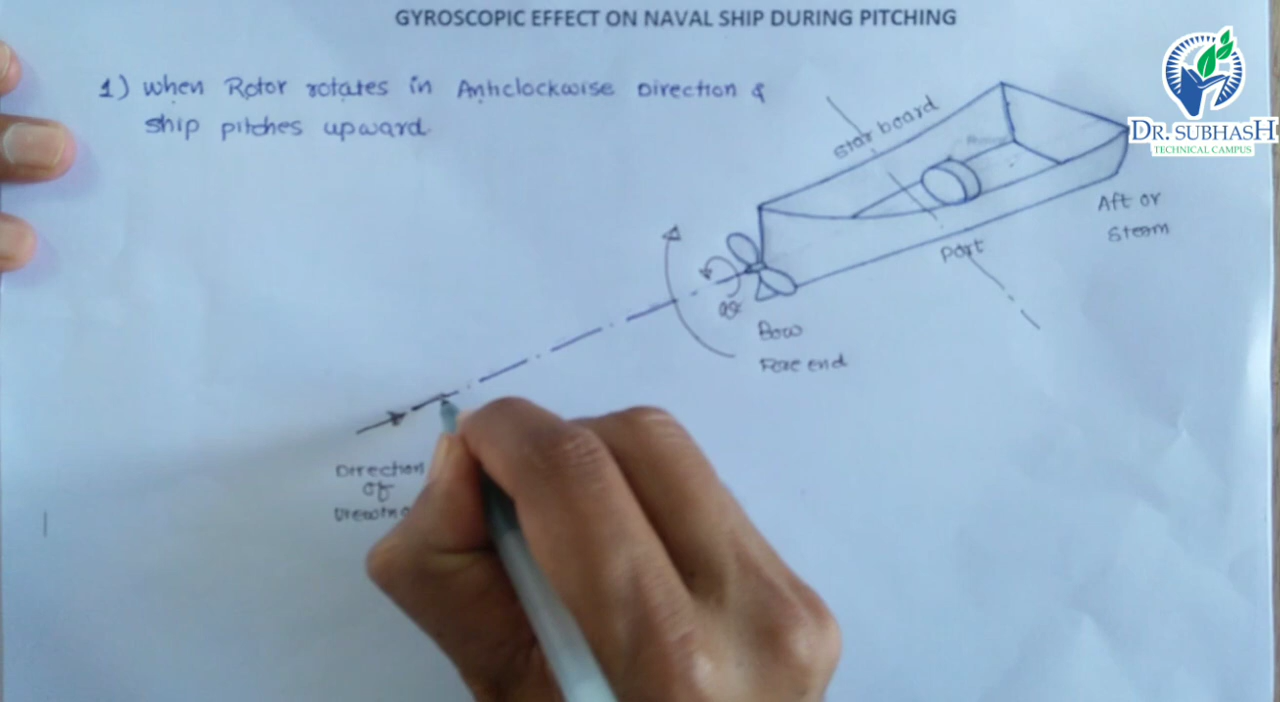 GYROSCOPIC EFFECT ON NAVAL SHIP DURING PITCHING
1) when Rotor rotates in Anticlockwise Direction &
ship pitches upward
Star board
DR. SUBHASH
TECHNICAL CAMPUS
Aft or
Stern
Port
Bow
Fore end
Direction
of